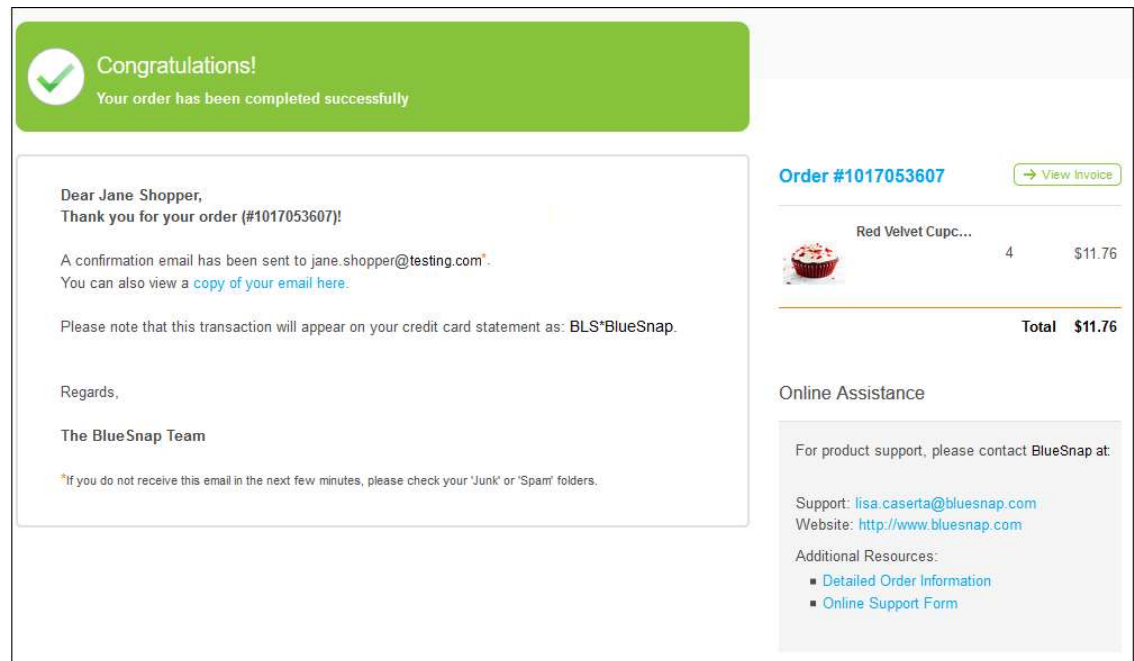 Congratulations!
Your order has been completed successfully
Dear Jane Shopper,
Thank you for your order (#1017053607)!
A confirmation email has been sent to jane.shopper@testing.com*.
You can also view a copy of your email here.
Please note that this transaction will appear on your credit card statement as: BLS*BlueSnap.
Regards,
The BlueSnap Team
*If you do not receive this email in the next few minutes, please check your 'Junk' or 'Spam' folders.
Order #1017053607 → View Invoice
Red Velvet Cupc...
4 $11.76
Total $11.76
Online Assistance
For product support, please contact BlueSnap at:
Support: lisa.caserta@bluesnap.com
Website: http://www.bluesnap.com
Additional Resources:
▪ Detailed Order Information
▪ Online Support Form